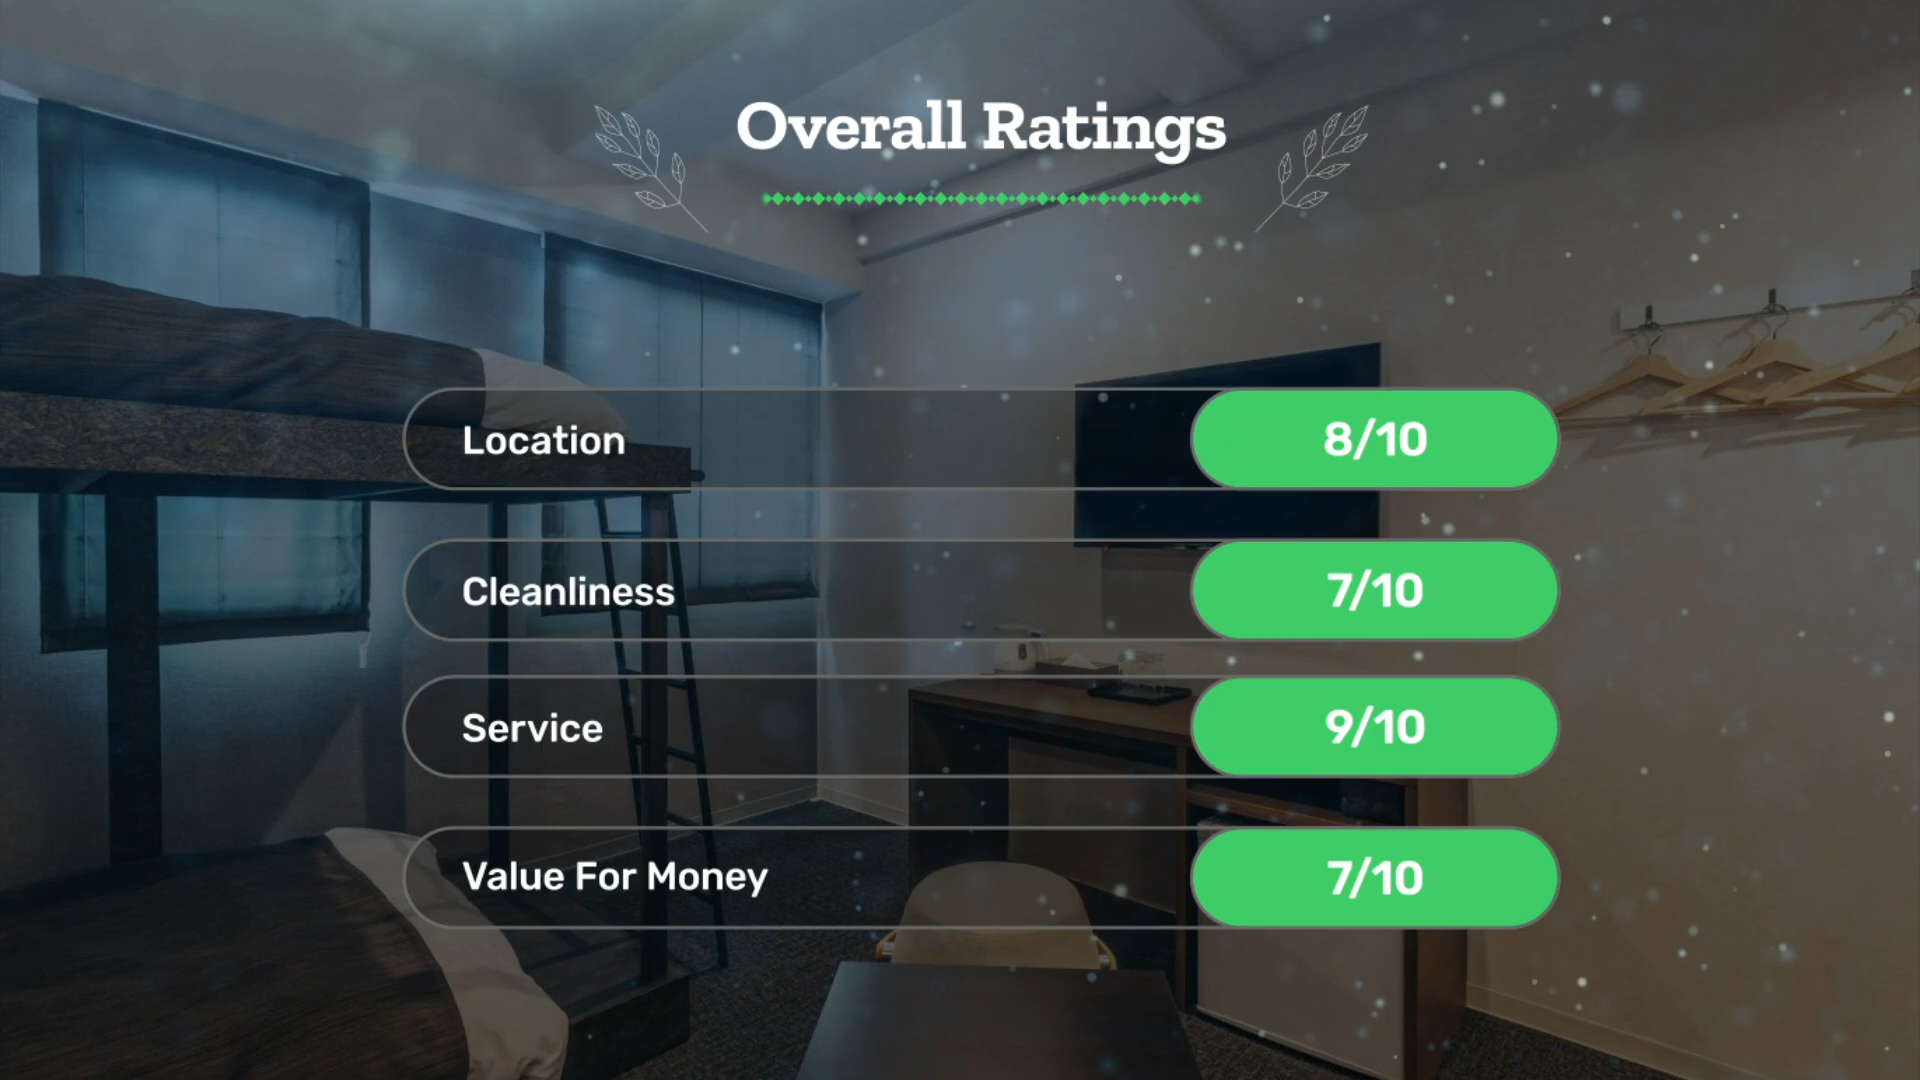 Overall Ratings
Location 8/10
Cleanliness 7/10
Service 9/10
Value For Money 7/10